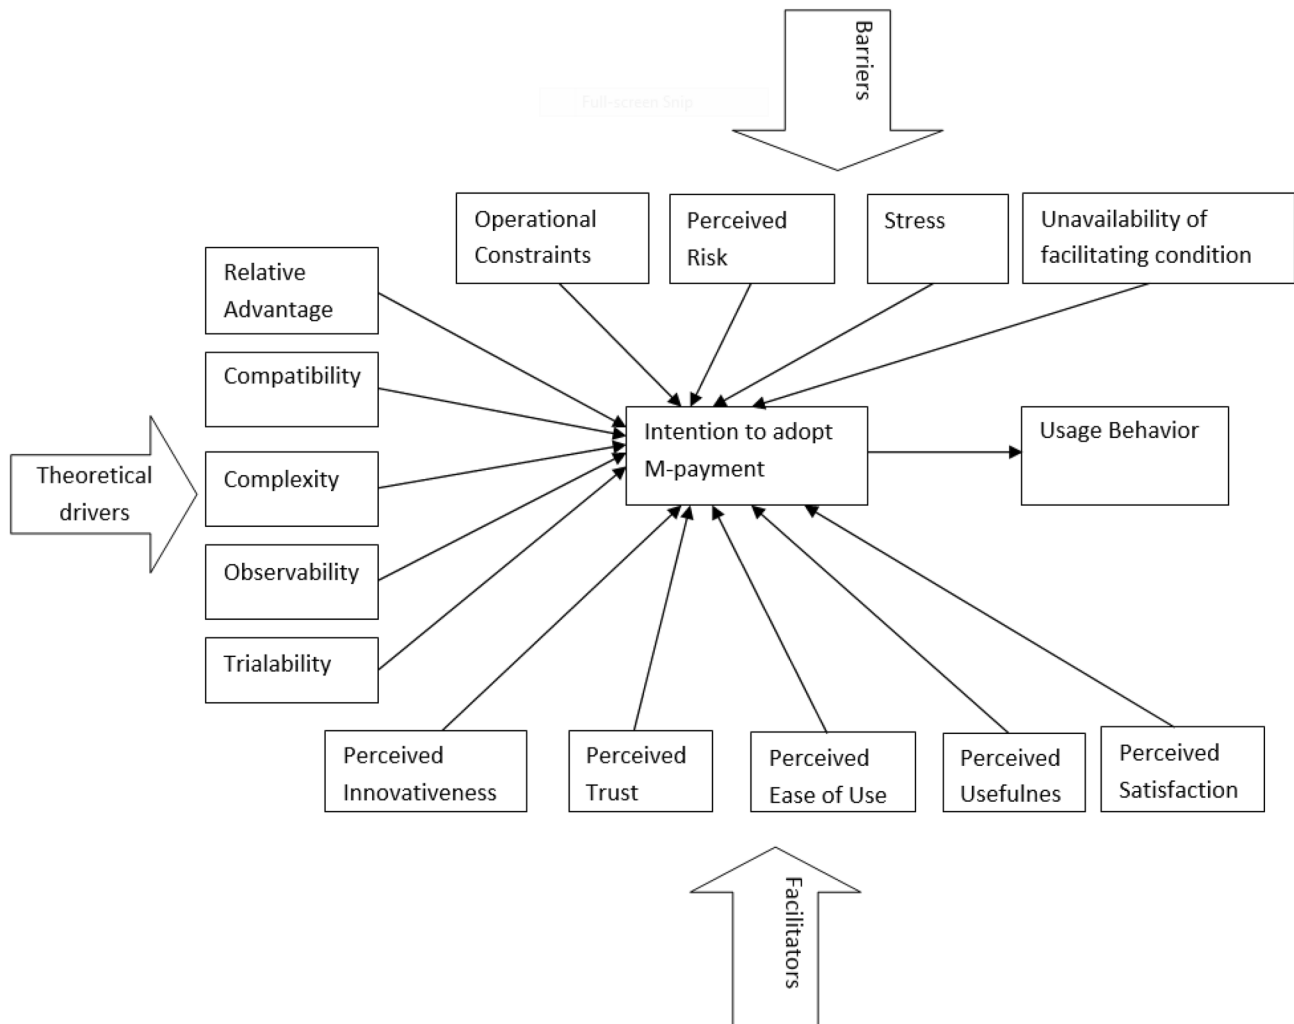 Barriers
Full-screen Snip
Operational
Constraints
Perceived
Risk
Stress
Unavailability of
facilitating condition
Relative
Advantage
Compatibility
Complexity
Observability
Trialability
Theoretical
drivers
Intention to adopt
M-payment
Usage Behavior
Perceived
Innovativeness
Perceived
Trust
Perceived
Ease of Use
Perceived
Usefulnes
Perceived
Satisfaction
Facilitators